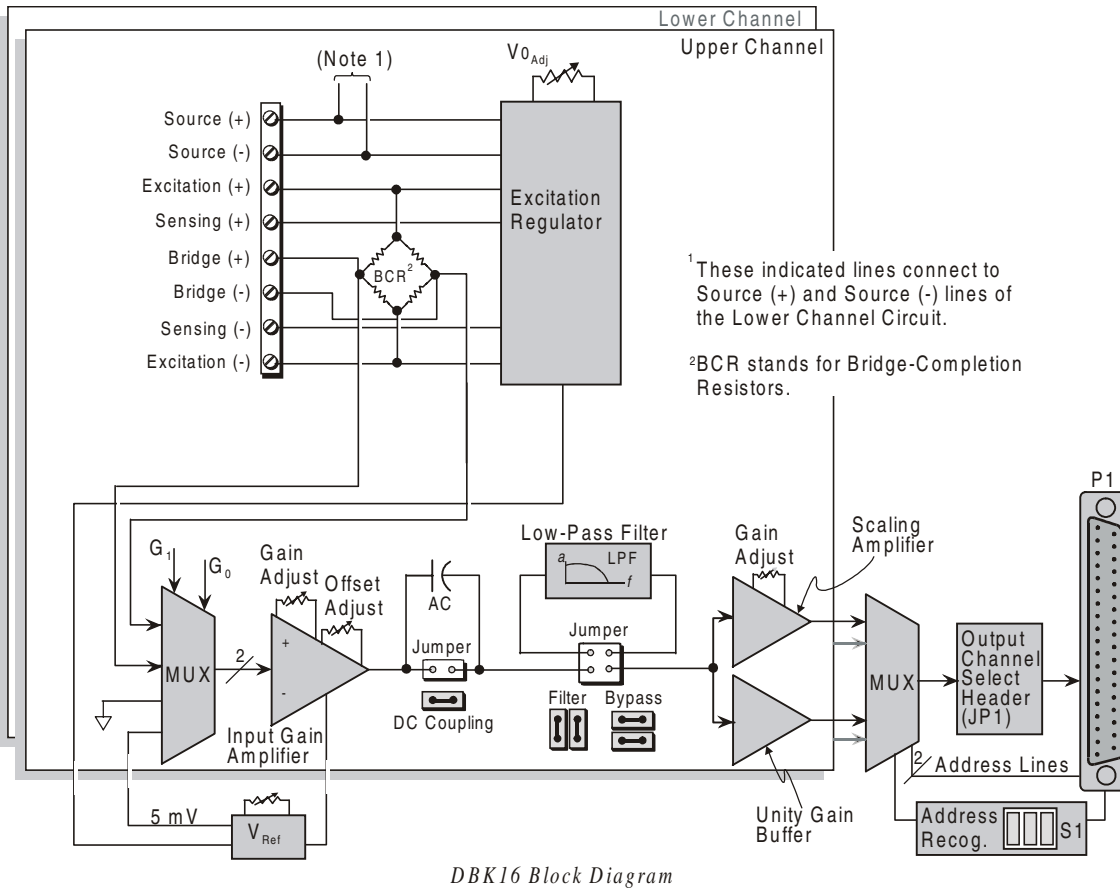 Lower Channel
Upper Channel
(Note 1)
V0Adj
Source (+)
Source (-)
Excitation (+)
Sensing (+)
Bridge (+)
Bridge (-)
Sensing (-)
Excitation (-)
Excitation
Regulator
BCR2
1These indicated lines connect to
Source (+) and Source (-) lines of
the Lower Channel Circuit.
2BCR stands for Bridge-Completion
Resistors.
P1
G1
G0
Gain
Adjust
Offset
Adjust
AC
Jumper
DC Coupling
Low-Pass Filter
a
LPF
f
Jumper
Filter
Bypass
Gain
Adjust
Scaling
Amplifier
MUX
2
+
-
Input Gain
Amplifier
MUX
Output
Channel
Select
Header
(JP1)
2
Address Lines
Unity Gain
Buffer
Address
Recog.
S1
5 mV
VRef
DBK16 Block Diagram